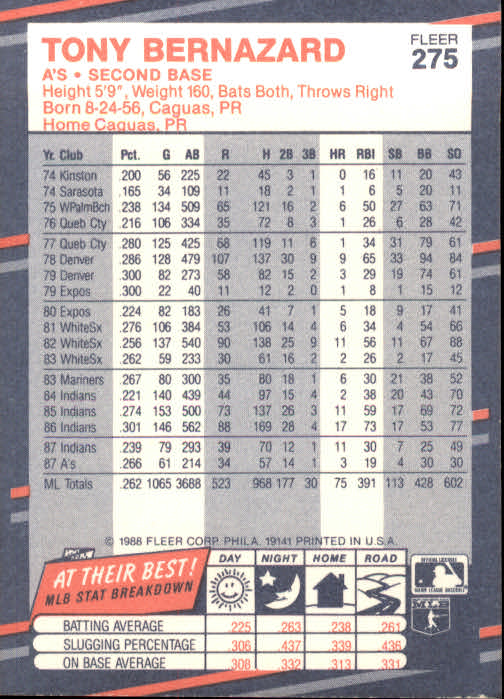 TONY BERNAZARD
FLEER
275
A'S • SECOND BASE
Height 5'9", Weight 160, Bats Both, Throws Right
Born 8-24-56, Caguas, PR
Home Caguas, PR
Yr. Club Pct. G AB R H 2B 3B HR RBI SB BB SO
74 Kinston .200 56 225 22 45 3 1 0 16 11 20 43
74 Sarasota .165 34 109 11 18 2 1 1 6 5 20 11
75 WPalmBch .238 134 509 65 121 16 2 6 50 27 63 71
76 Queb Cty .216 106 334 35 72 8 3 1 26 6 28 42
77 Queb Cty .280 125 425 68 119 11 6 1 34 31 79 61
78 Denver .286 128 479 107 137 30 9 9 65 33 94 84
79 Denver .300 82 273 58 82 15 2 3 29 19 74 61
79 Expos .300 22 40 11 12 2 0 1 8 1 15 12
80 Expos .224 82 183 26 41 7 1 5 18 9 17 41
81 WhiteSx .276 106 384 53 106 14 4 6 34 4 54 66
82 WhiteSx .256 137 540 90 138 25 9 11 56 11 67 88
83 WhiteSx .262 59 233 30 61 16 2 2 26 2 17 45
83 Mariners .267 80 300 35 80 18 1 6 30 21 38 52
84 Indians .221 140 439 44 97 15 4 2 38 20 43 70
85 Indians .274 153 500 73 137 26 3 11 59 17 69 72
86 Indians .301 146 562 88 169 28 4 17 73 17 53 77
87 Indians .239 79 293 39 70 12 1 11 30 7 25 49
87 A's .266 61 214 34 57 14 1 3 19 4 30 30
ML Totals .262 1065 3688 523 968 177 30 75 391 113 428 602
© 1988 FLEER CORP. PHILA. 19141 PRINTED IN U.S.A.
AT THEIR BEST!
MLB STAT BREAKDOWN
DAY NIGHT HOME ROAD
BATTING AVERAGE .225 .263 .238 .261
SLUGGING PERCENTAGE .306 .437 .339 .436
ON BASE AVERAGE .308 .332 .313 .331